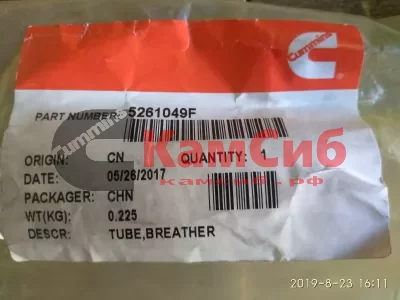 Cummins
PART NUMBER: 5261049F
Cummins
ORIGIN: CN QUANTITY: 1
КамСиб
DATE: 05/26/2017
камсиб.рф
PACKAGER: CHN
WT(KG): 0.225
DESCR: TUBE,BREATHER
2019-8-23 16:11